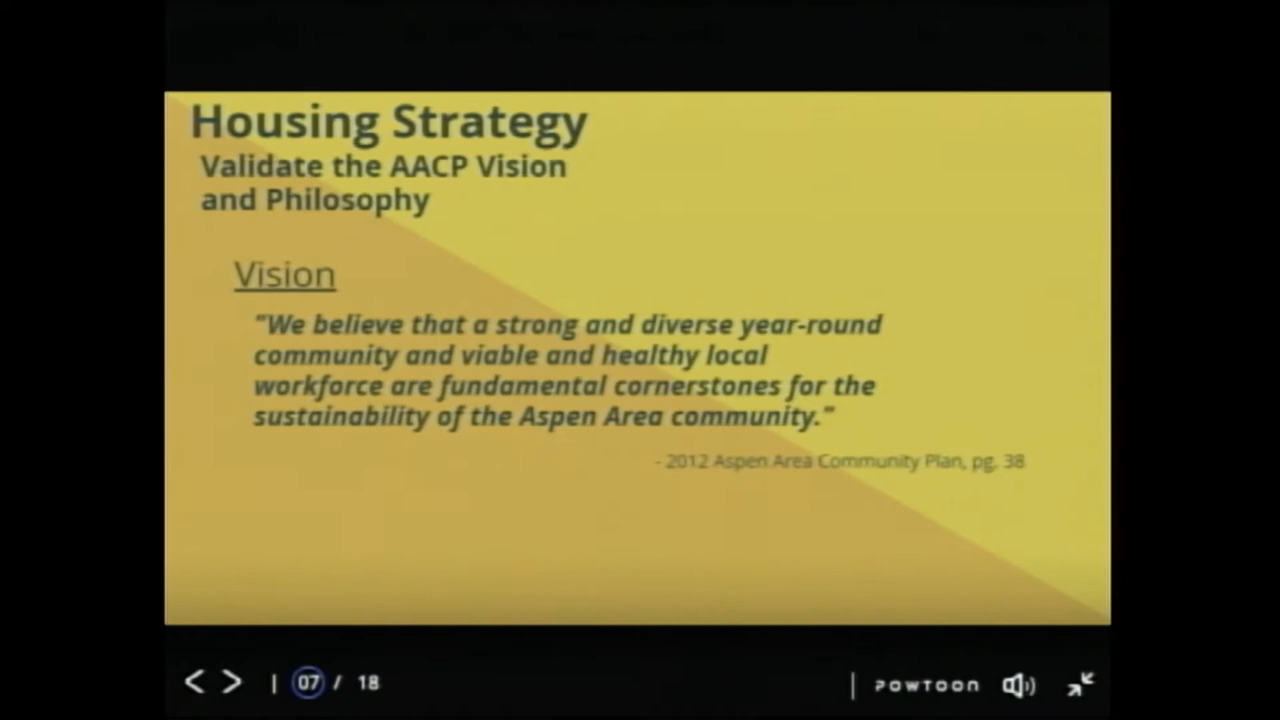 Housing Strategy
Validate the AACP Vision
and Philosophy
Vision
"We believe that a strong and diverse year-round
community and viable and healthy local
workforce are fundamental cornerstones for the
sustainability of the Aspen Area community."
- 2012 Aspen Area Community Plan, pg. 38
| 07 / 18
| POWTOON